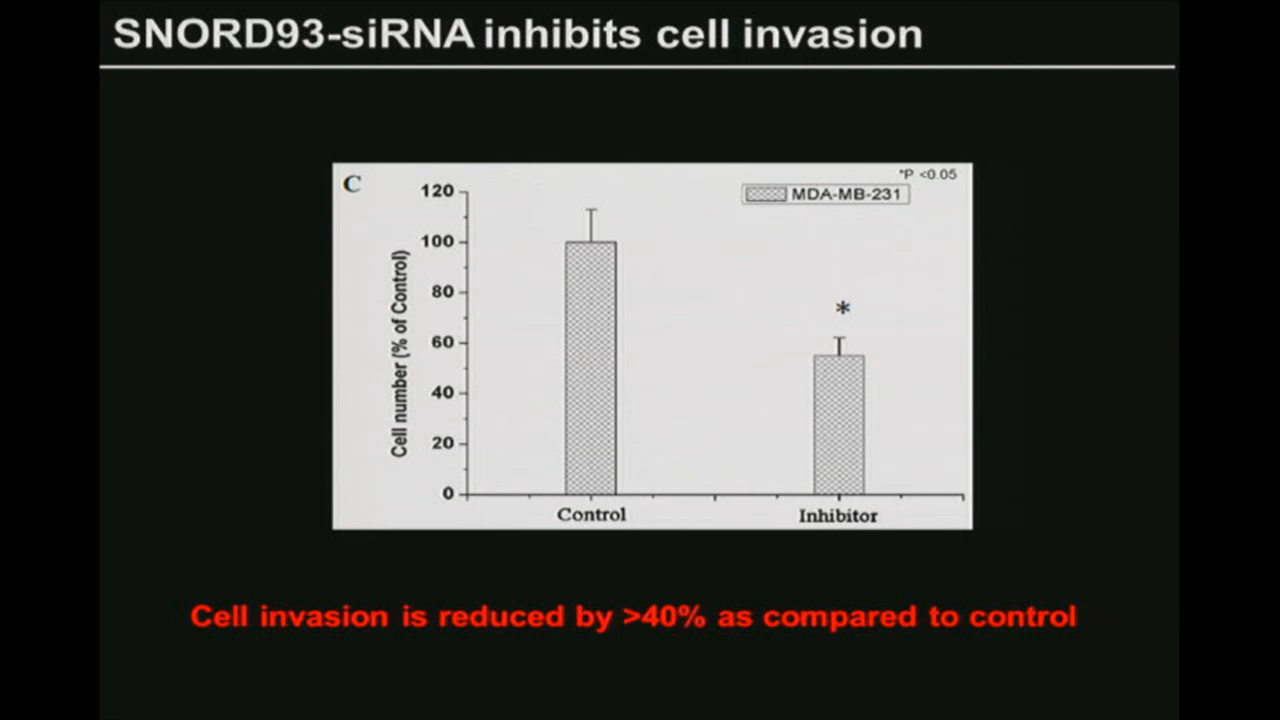 SNORD93-siRNA inhibits cell invasion
C
*P <0.05
MDA-MB-231
Cell number (% of Control)
120
100
80
60
40
20
0
*
Control
Inhibitor
Cell invasion is reduced by >40% as compared to control